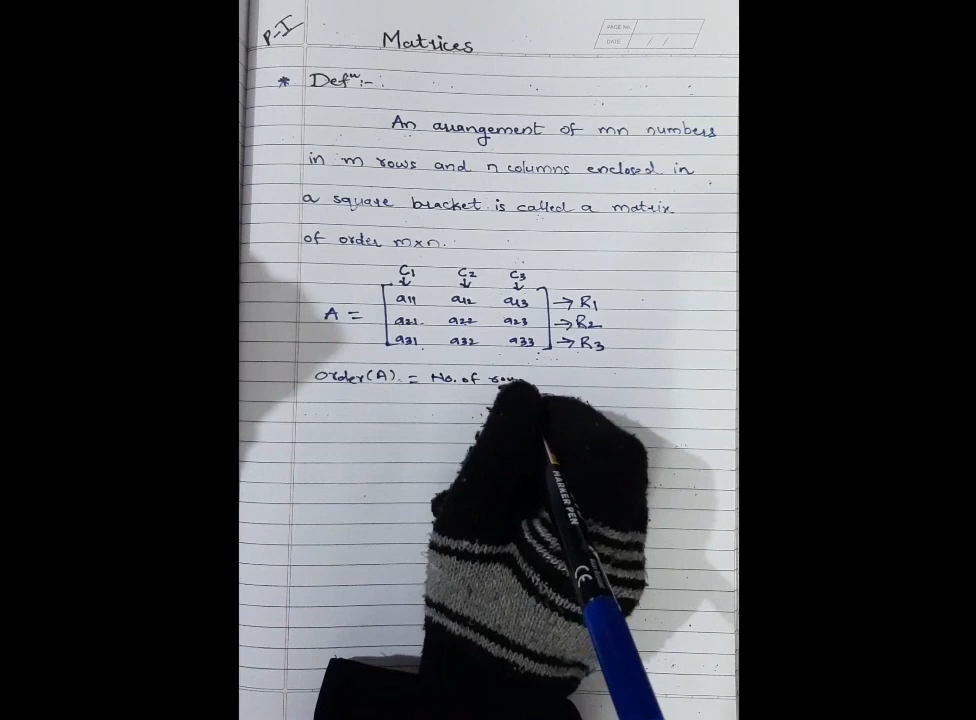 P-I
Matrices
PAGE NO.
DATE / /
* Defⁿ:-
An arrangement of mn numbers
in m rows and n columns enclosed in
a square bracket is called a matrix
of order m×n.
C1 C2 C3
↓ ↓ ↓
a11 a12 a13 → R1
A = a21 a22 a23 → R2
a31 a32 a33 → R3
order(A) = No. of row
MARKER PEN
CE